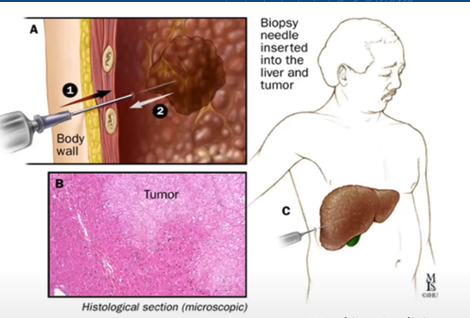 A
1
2
Body
wall
Biopsy
needle
inserted
into the
liver and
tumor
B
Tumor
C
Histological section (microscopic)